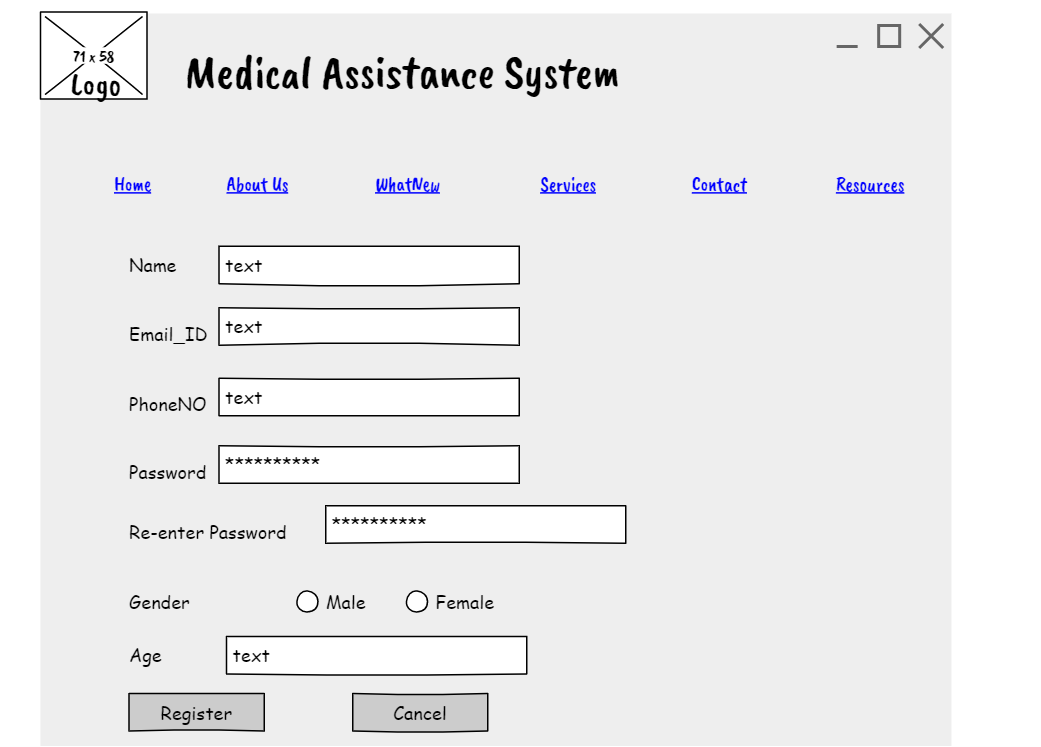 71 x 58
Logo
Medical Assistance System
Home About Us WhatNew Services Contact Resources
Name text
Email_ID text
PhoneNO text
Password **********
Re-enter Password **********
Gender Male Female
Age text
Register Cancel